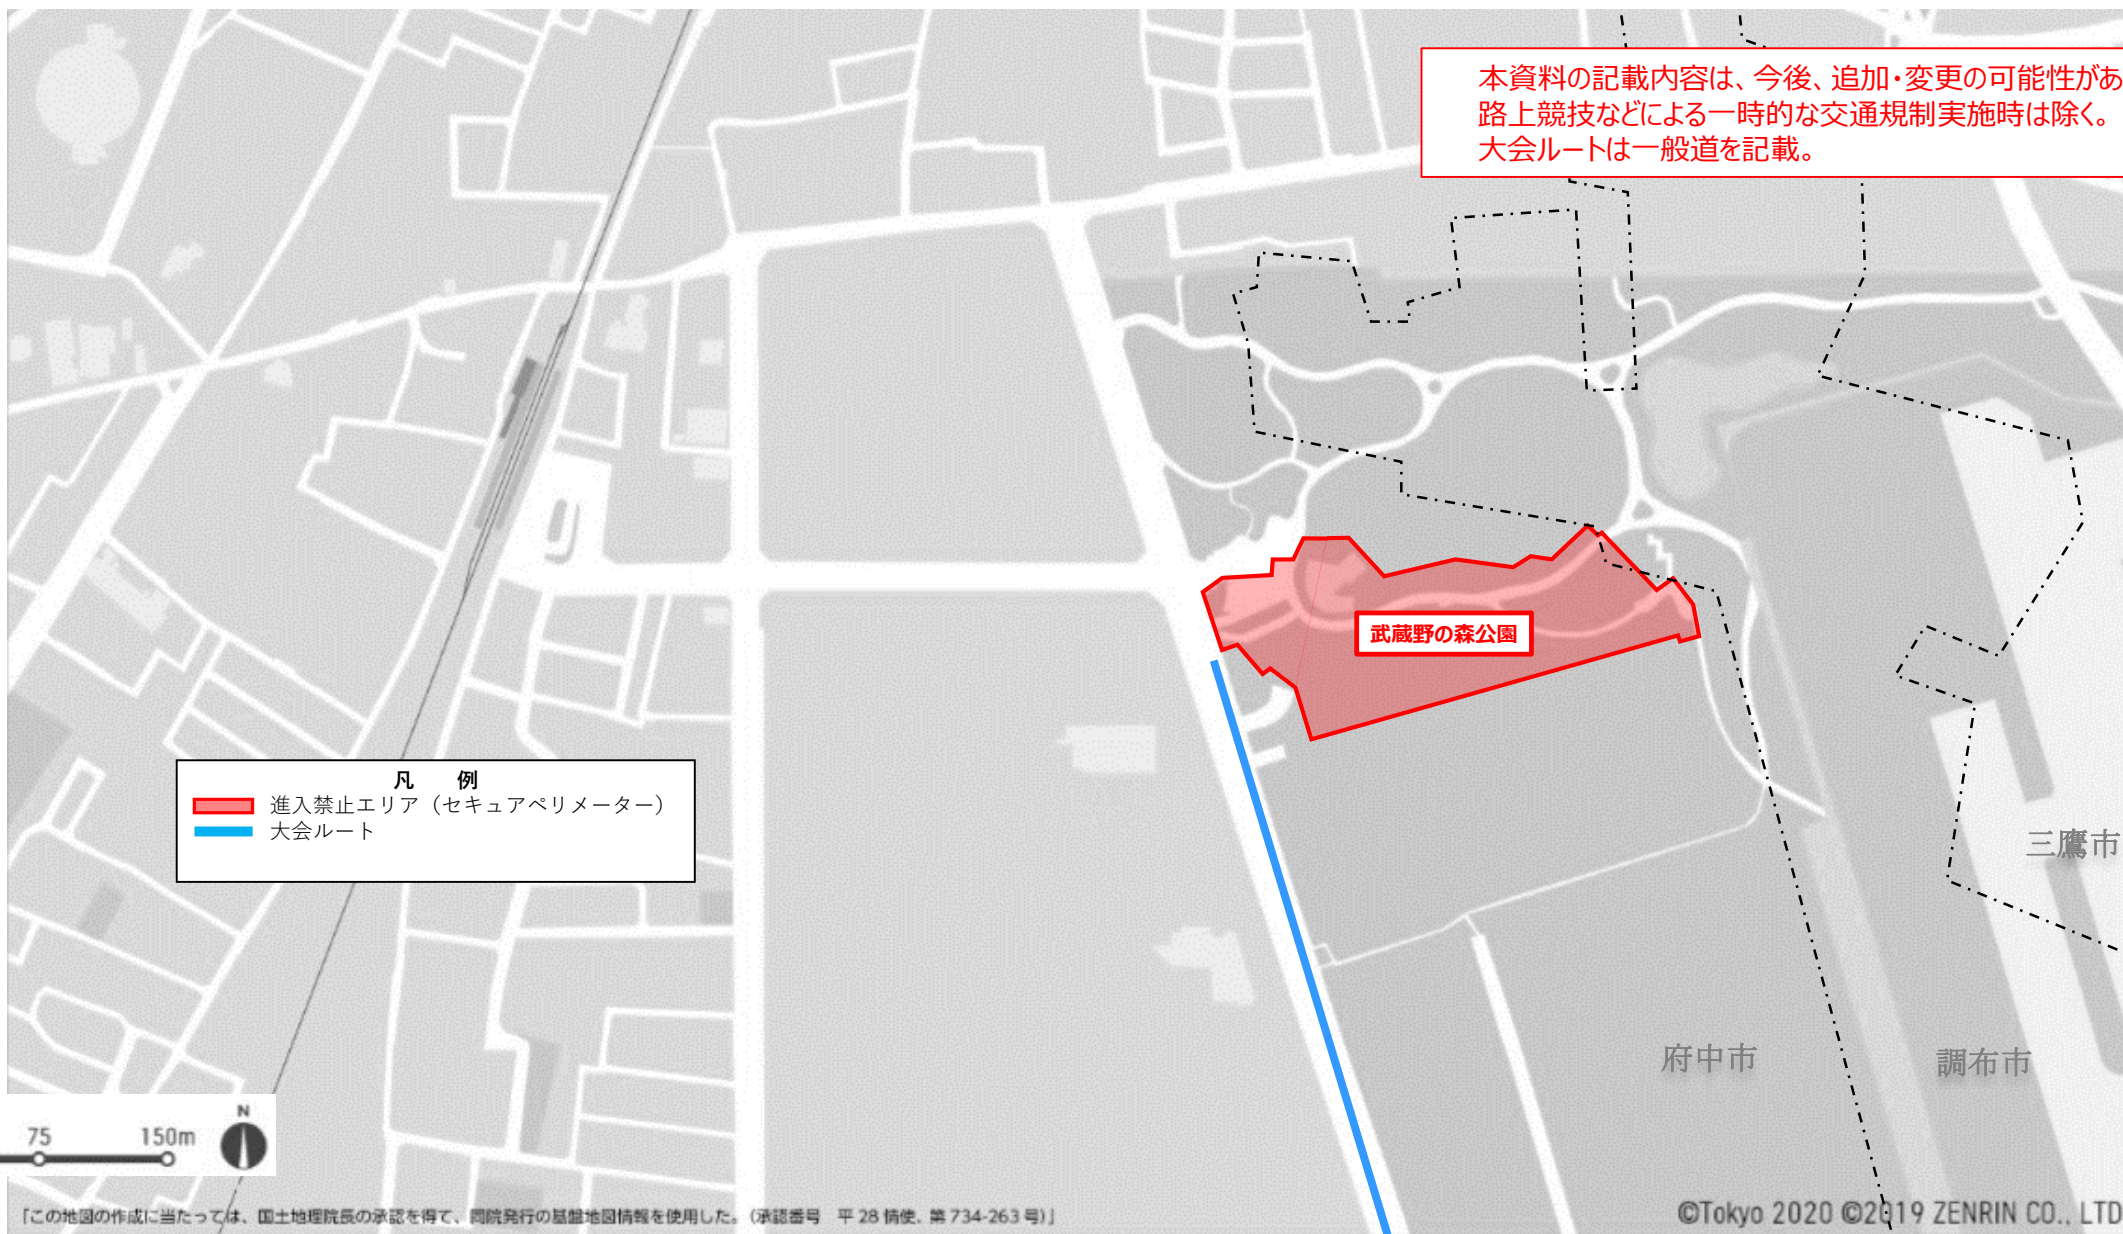 本資料の記載内容は、今後、追加・変更の可能性があ
路上競技などによる一時的な交通規制実施時は除く。
大会ルートは一般道を記載。
武蔵野の森公園
凡　例
進入禁止エリア（セキュアペリメーター）
大会ルート
三鷹市
府中市
調布市
N
75 150m
「この地図の作成に当たっては、国土地理院長の承認を得て、同院発行の基盤地図情報を使用した。（承認番号　平 28 情使、第 734-263 号）」
©Tokyo 2020 ©2019 ZENRIN CO., LTD